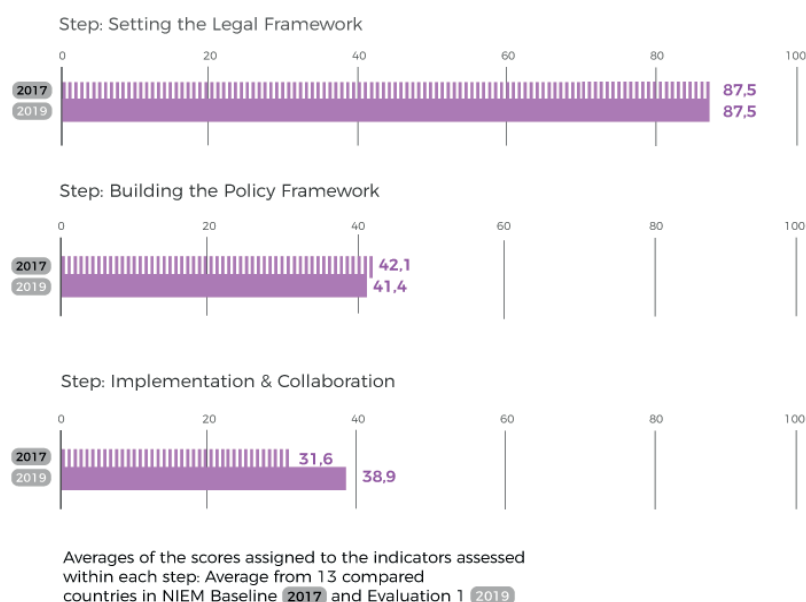 Step: Setting the Legal Framework
0 20 40 60 80 100
2017 87,5
2019 87,5
Step: Building the Policy Framework
0 20 40 60 80 100
2017 42,1
2019 41,4
Step: Implementation & Collaboration
0 20 40 60 80 100
2017 31,6
2019 38,9
Averages of the scores assigned to the indicators assessed
within each step: Average from 13 compared
countries in NIEM Baseline 2017 and Evaluation 1 2019